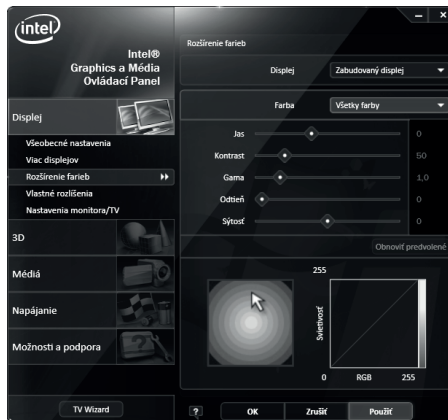 intel
Intel®
Graphics a Média
Ovládací Panel
Displej
Všeobecné nastavenia
Viac displejov
Rozšírenie farieb
Vlastné rozlíšenia
Nastavenia monitora/TV
3D
Médiá
Napájanie
Možnosti a podpora
TV Wizard
Rozšírenie farieb
Displej Zabudovaný displej
Farba Všetky farby
Jas 0
Kontrast 50
Gama 1,0
Odtieň 0
Sýtosť 0
Obnoviť predvolené
255
Svietivosť
0 RGB 255
? OK Zrušiť Použiť